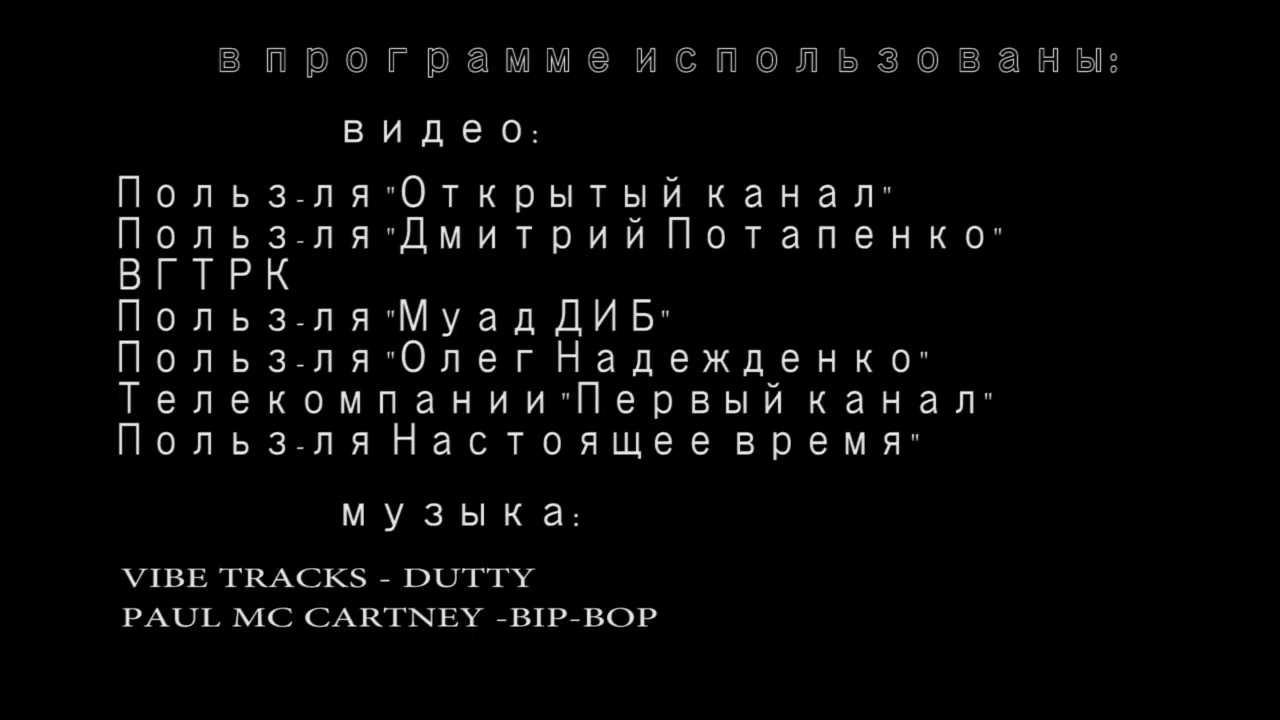 в программе использованы:
видео:
Польз-ля "Открытый канал"
Польз-ля "Дмитрий Потапенко"
ВГТРК
Польз-ля "Муад ДИБ"
Польз-ля "Олег Надежденко"
Телекомпании "Первый канал"
Польз-ля Настоящее время"
музыка:
VIBE TRACKS - DUTTY
PAUL MC CARTNEY -BIP-BOP